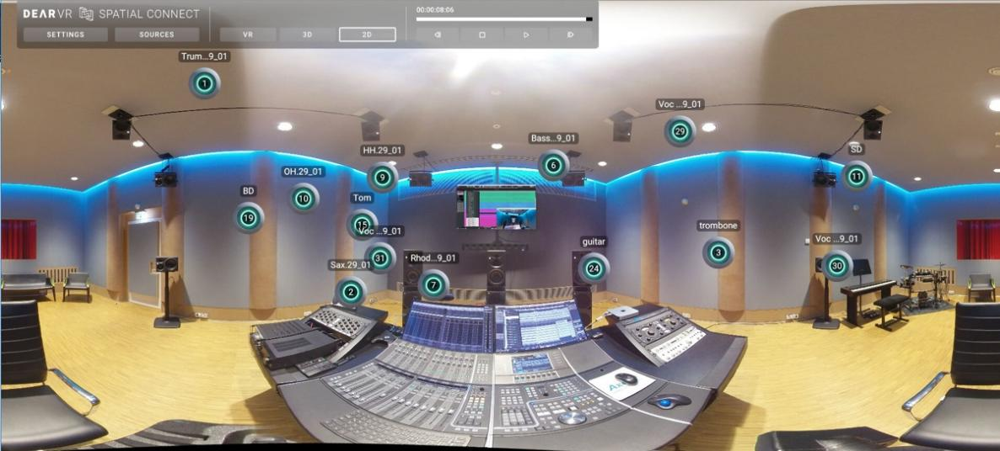 DEARVR SPATIAL CONNECT
00:00:08:06
SETTINGS SOURCES VR 3D 2D
Trum...9_01
1
Voc ...9_01
29
Bass...9_01
6
HH.29_01
9
SD
11
OH.29_01
10
BD
19
Tom
15
Voc ...9_01
31
trombone
3
Voc ...9_01
30
guitar
24
Rhod...9_01
7
Sax.29_01
2